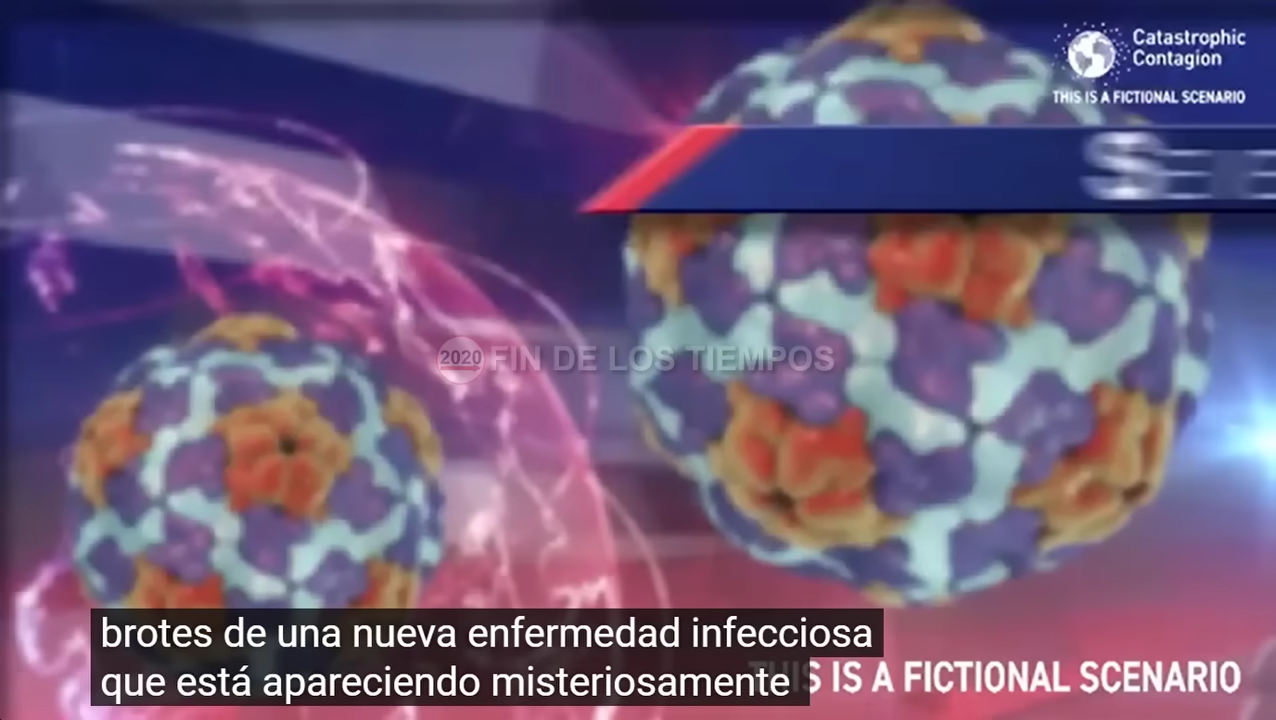 Catastrophic
Contagion
THIS IS A FICTIONAL SCENARIO
2020 FIN DE LOS TIEMPOS
brotes de una nueva enfermedad infecciosa
que está apareciendo misteriosamente
IS A FICTIONAL SCENARIO